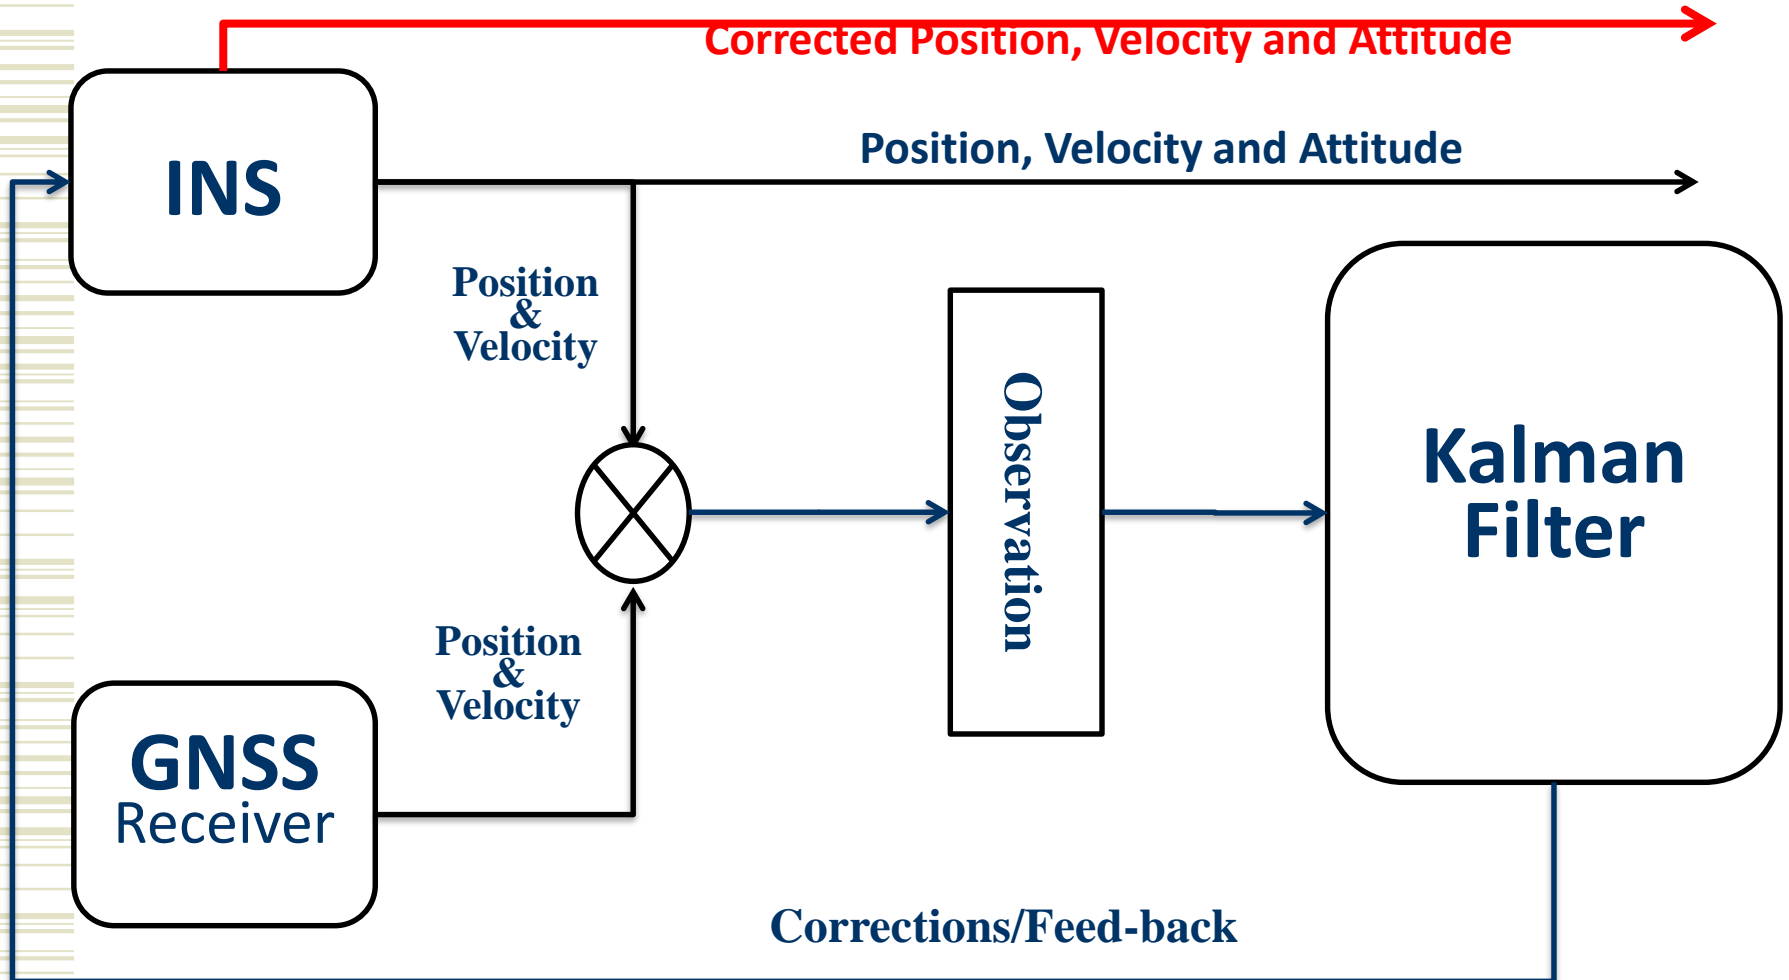 Corrected Position, Velocity and Attitude
INS
Position, Velocity and Attitude
Position
&
Velocity
Observation
Kalman
Filter
Position
&
Velocity
GNSS
Receiver
Corrections/Feed-back